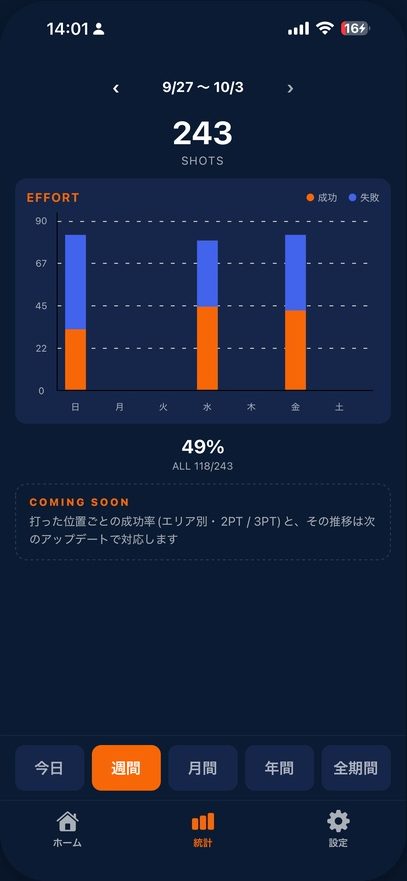 14:01
16
‹ 9/27 〜 10/3 ›
243
SHOTS
EFFORT
成功 失敗
90
67
45
22
0
日 月 火 水 木 金 土
49%
ALL 118/243
COMING SOON
打った位置ごとの成功率 (エリア別・ 2PT / 3PT) と、その推移は次
のアップデートで対応します
今日 週間 月間 年間 全期間
ホーム 統計 設定